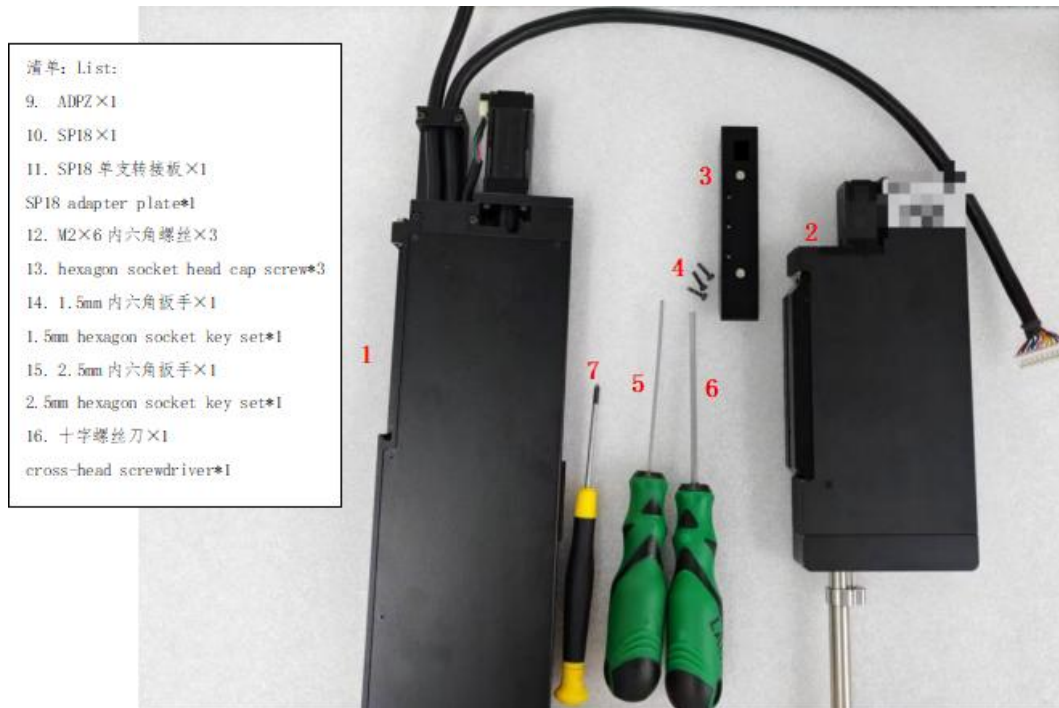 清单: List:
9. ADPZ×1
10. SP18×1
11. SP18 单支转接板×1
SP18 adapter plate*1
12. M2×6 内六角螺丝×3
13. hexagon socket head cap screw*3
14. 1.5mm 内六角扳手×1
1.5mm hexagon socket key set*1
15. 2.5mm 内六角扳手×1
2.5mm hexagon socket key set*1
16. 十字螺丝刀×1
cross-head screwdriver*1
3
2
4
1
7
5
6